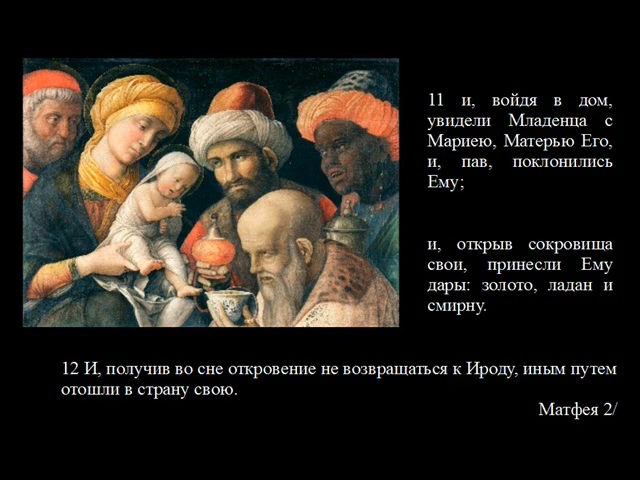 11 и, войдя в дом,
увидели Младенца с
Мариею, Матерью Его,
и, пав, поклонились
Ему;
и, открыв сокровища
свои, принесли Ему
дары: золото, ладан и
смирну.
12 И, получив во сне откровение не возвращаться к Ироду, иным путем
отошли в страну свою.
Матфея 2/